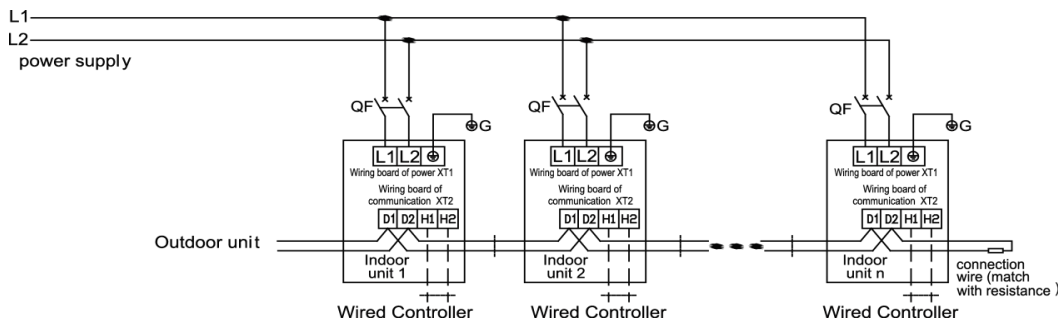 L1
L2
power supply
QF
G
QF
G
QF
G
L1 L2
L1 L2
L1 L2
Wiring board of power XT1
Wiring board of power XT1
Wiring board of power XT1
Wiring board of
communication XT2
Wiring board of
communication XT2
Wiring board of
communication XT2
D1 D2 H1 H2
D1 D2 H1 H2
D1 D2 H1 H2
Outdoor unit
Indoor
unit 1
Indoor
unit 2
Indoor
unit n
connection
wire (match
with resistance )
Wired Controller
Wired Controller
Wired Controller